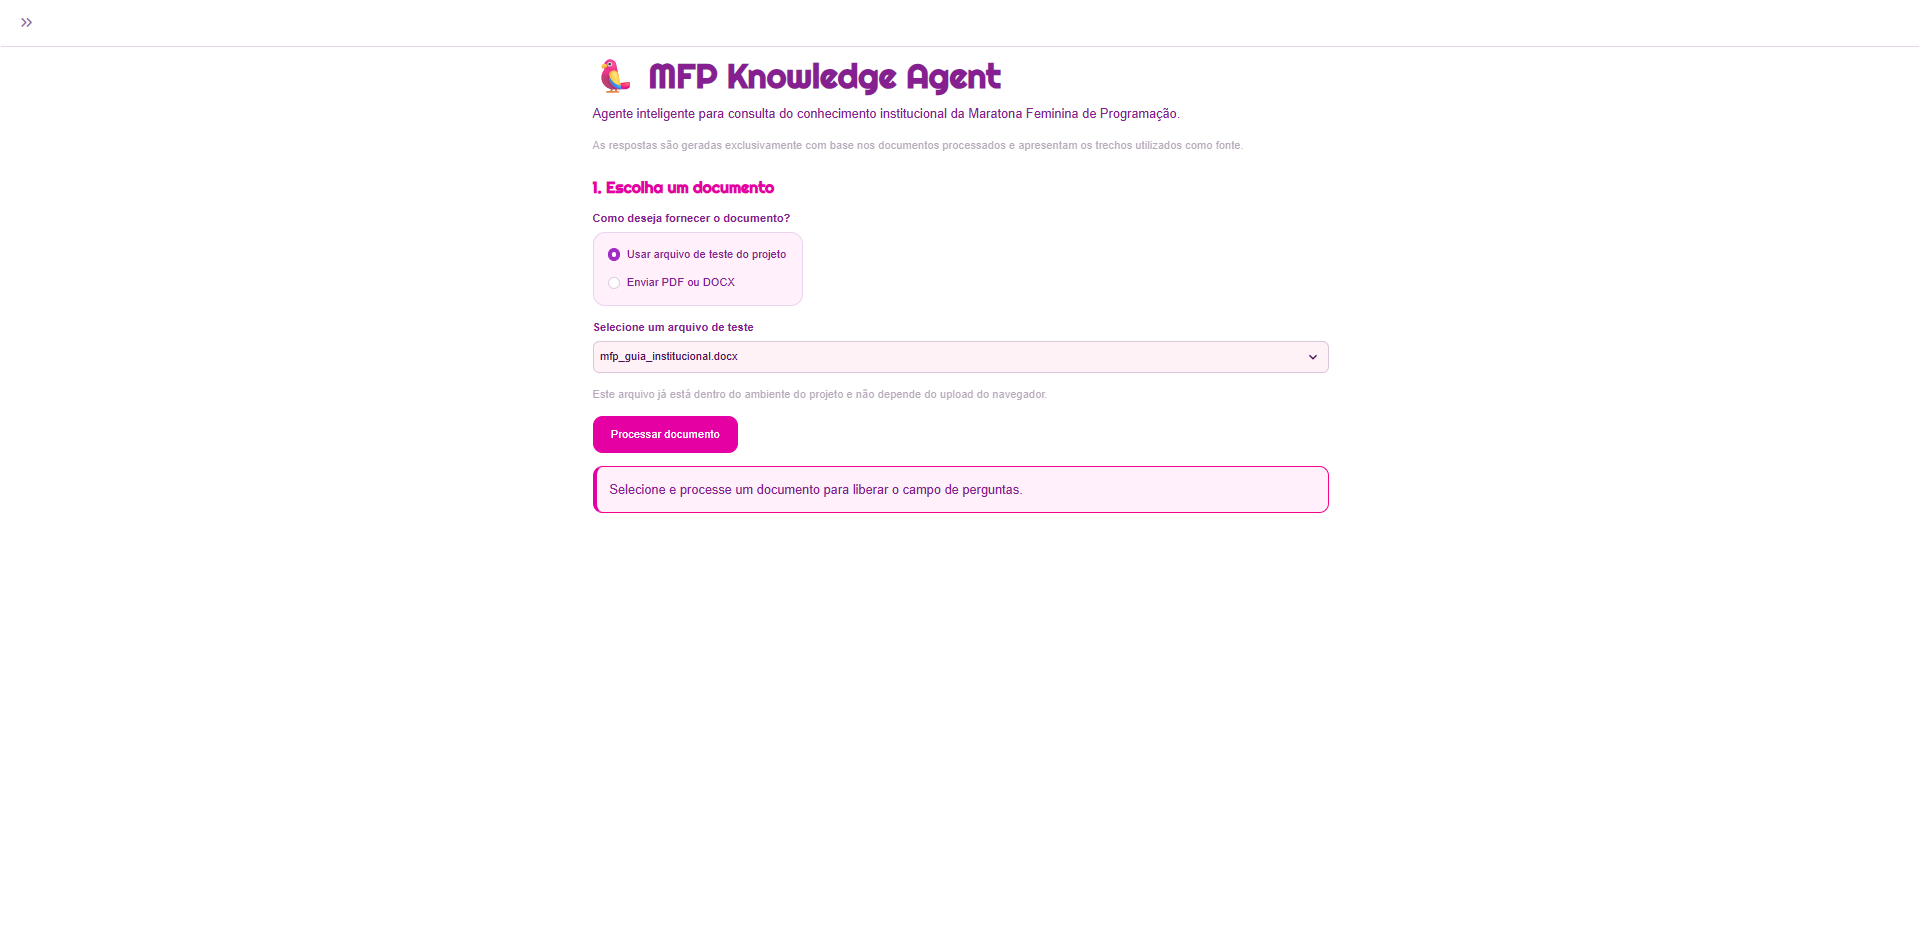 MFP Knowledge Agent
Agente inteligente para consulta do conhecimento institucional da Maratona Feminina de Programação.
As respostas são geradas exclusivamente com base nos documentos processados e apresentam os trechos utilizados como fonte.
1. Escolha um documento
Como deseja fornecer o documento?
Usar arquivo de teste do projeto
Enviar PDF ou DOCX
Selecione um arquivo de teste
mfp_guia_institucional.docx
Este arquivo já está dentro do ambiente do projeto e não depende do upload do navegador.
Processar documento
Selecione e processe um documento para liberar o campo de perguntas.